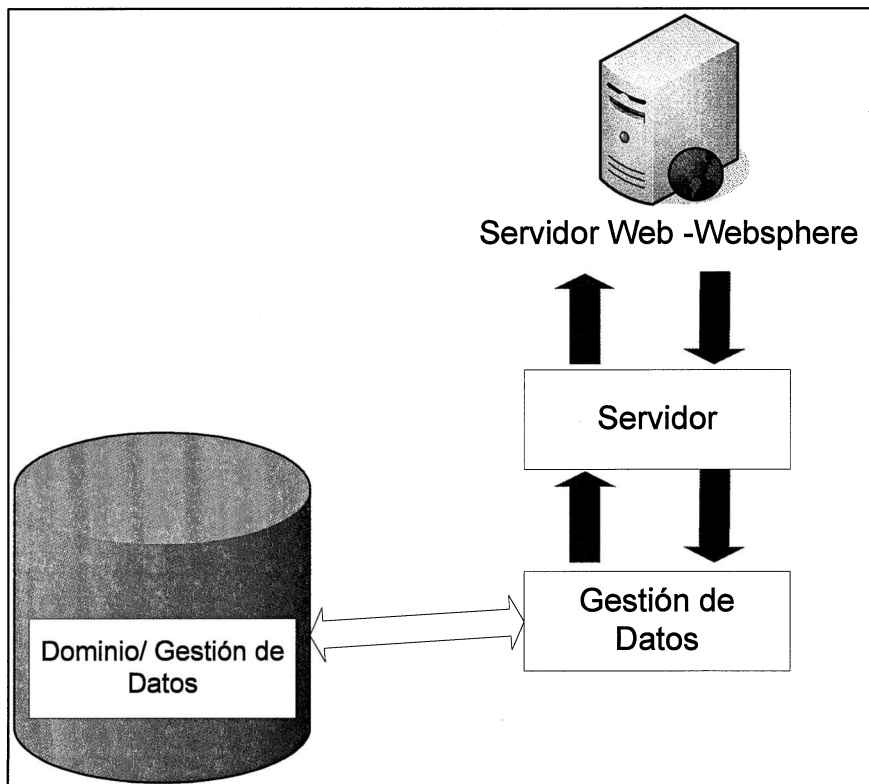 Servidor Web -Websphere
Servidor
Gestión de
Datos
Dominio/ Gestión de
Datos